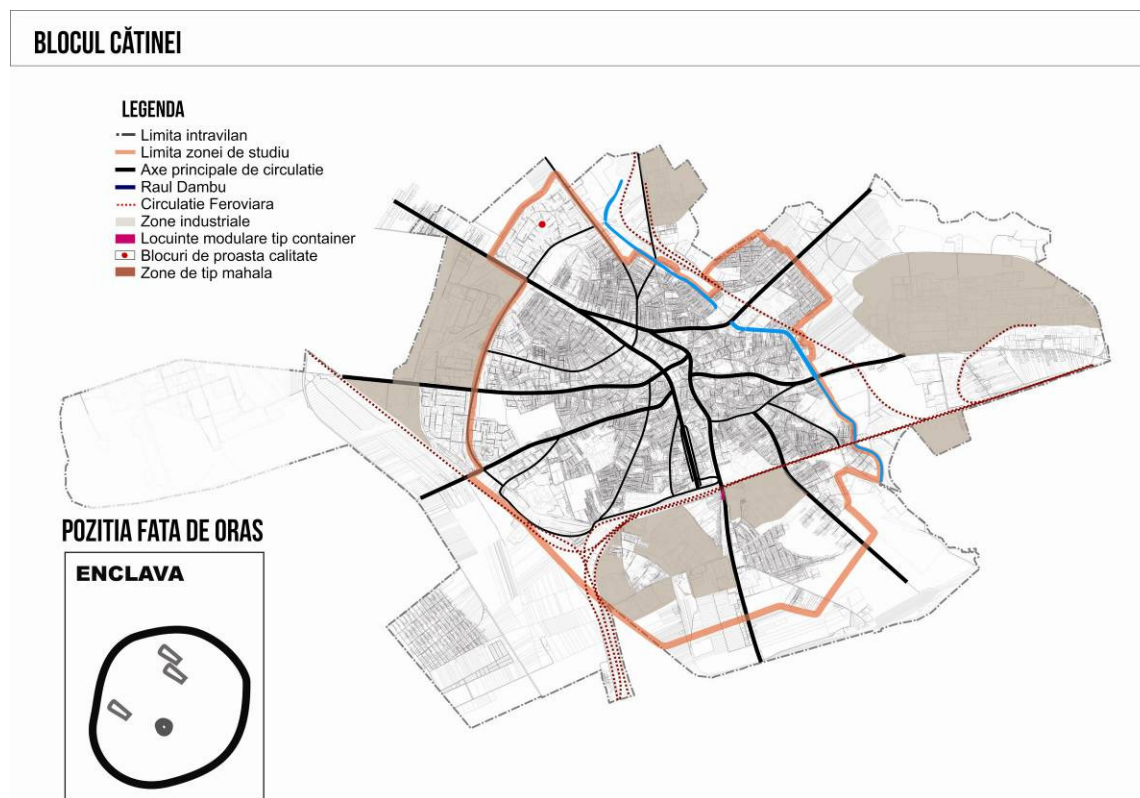 BLOCUL CĂTINEI
LEGENDA
Limita intravilan
Limita zonei de studiu
Axe principale de circulatie
Raul Dambu
Circulatie Feroviara
Zone industriale
Locuinte modulare tip container
Blocuri de proasta calitate
Zone de tip mahala
POZITIA FATA DE ORAS
ENCLAVA